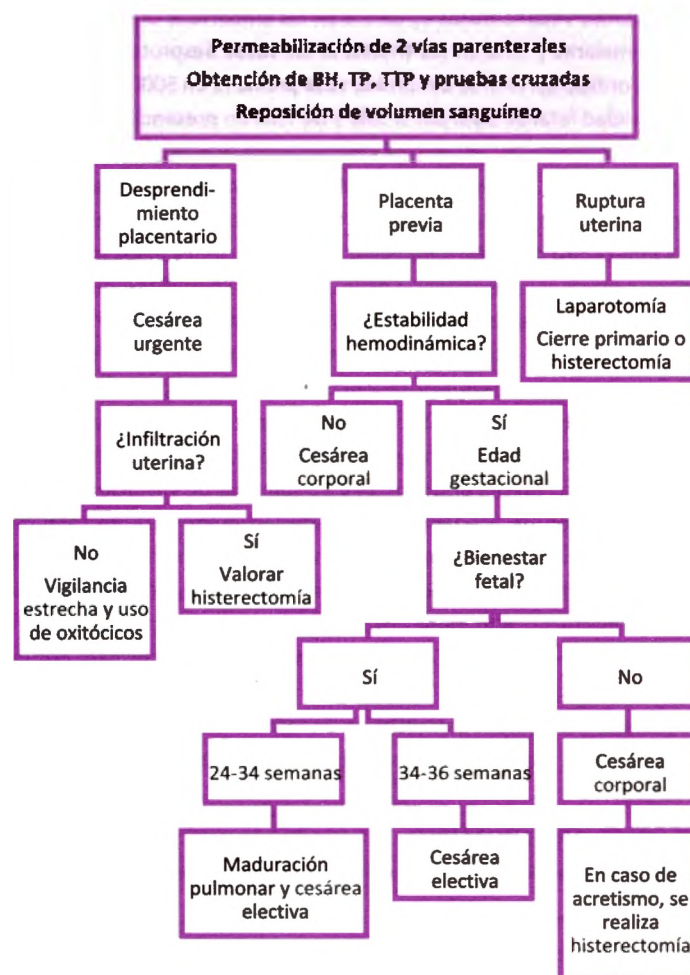 Permeabilización de 2 vías parenterales
Obtención de BH, TP, TTP y pruebas cruzadas
Reposición de volumen sanguíneo
Desprendi-
miento
placentario
Placenta
previa
Ruptura
uterina
Cesárea
urgente
¿Estabilidad
hemodinámica?
Laparotomía
Cierre primario o
histerectomía
¿Infiltración
uterina?
No
Cesárea
corporal
Sí
Edad
gestacional
No
Vigilancia
estrecha y uso
de oxitócicos
Sí
Valorar
histerectomía
¿Bienestar
fetal?
Sí
No
24-34 semanas
34-36 semanas
Cesárea
corporal
Maduración
pulmonar y cesárea
electiva
Cesárea
electiva
En caso de
acretismo, se
realiza
histerectomía